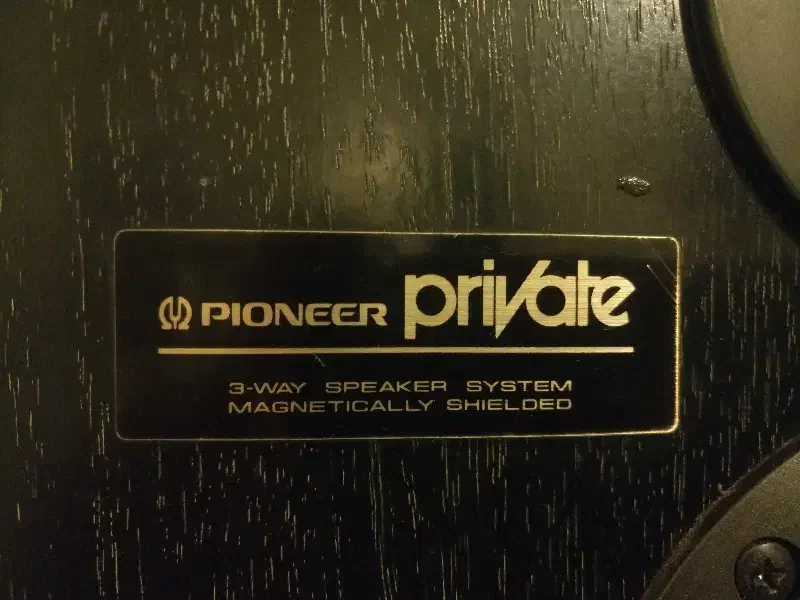 PIONEER private
3-WAY SPEAKER SYSTEM
MAGNETICALLY SHIELDED